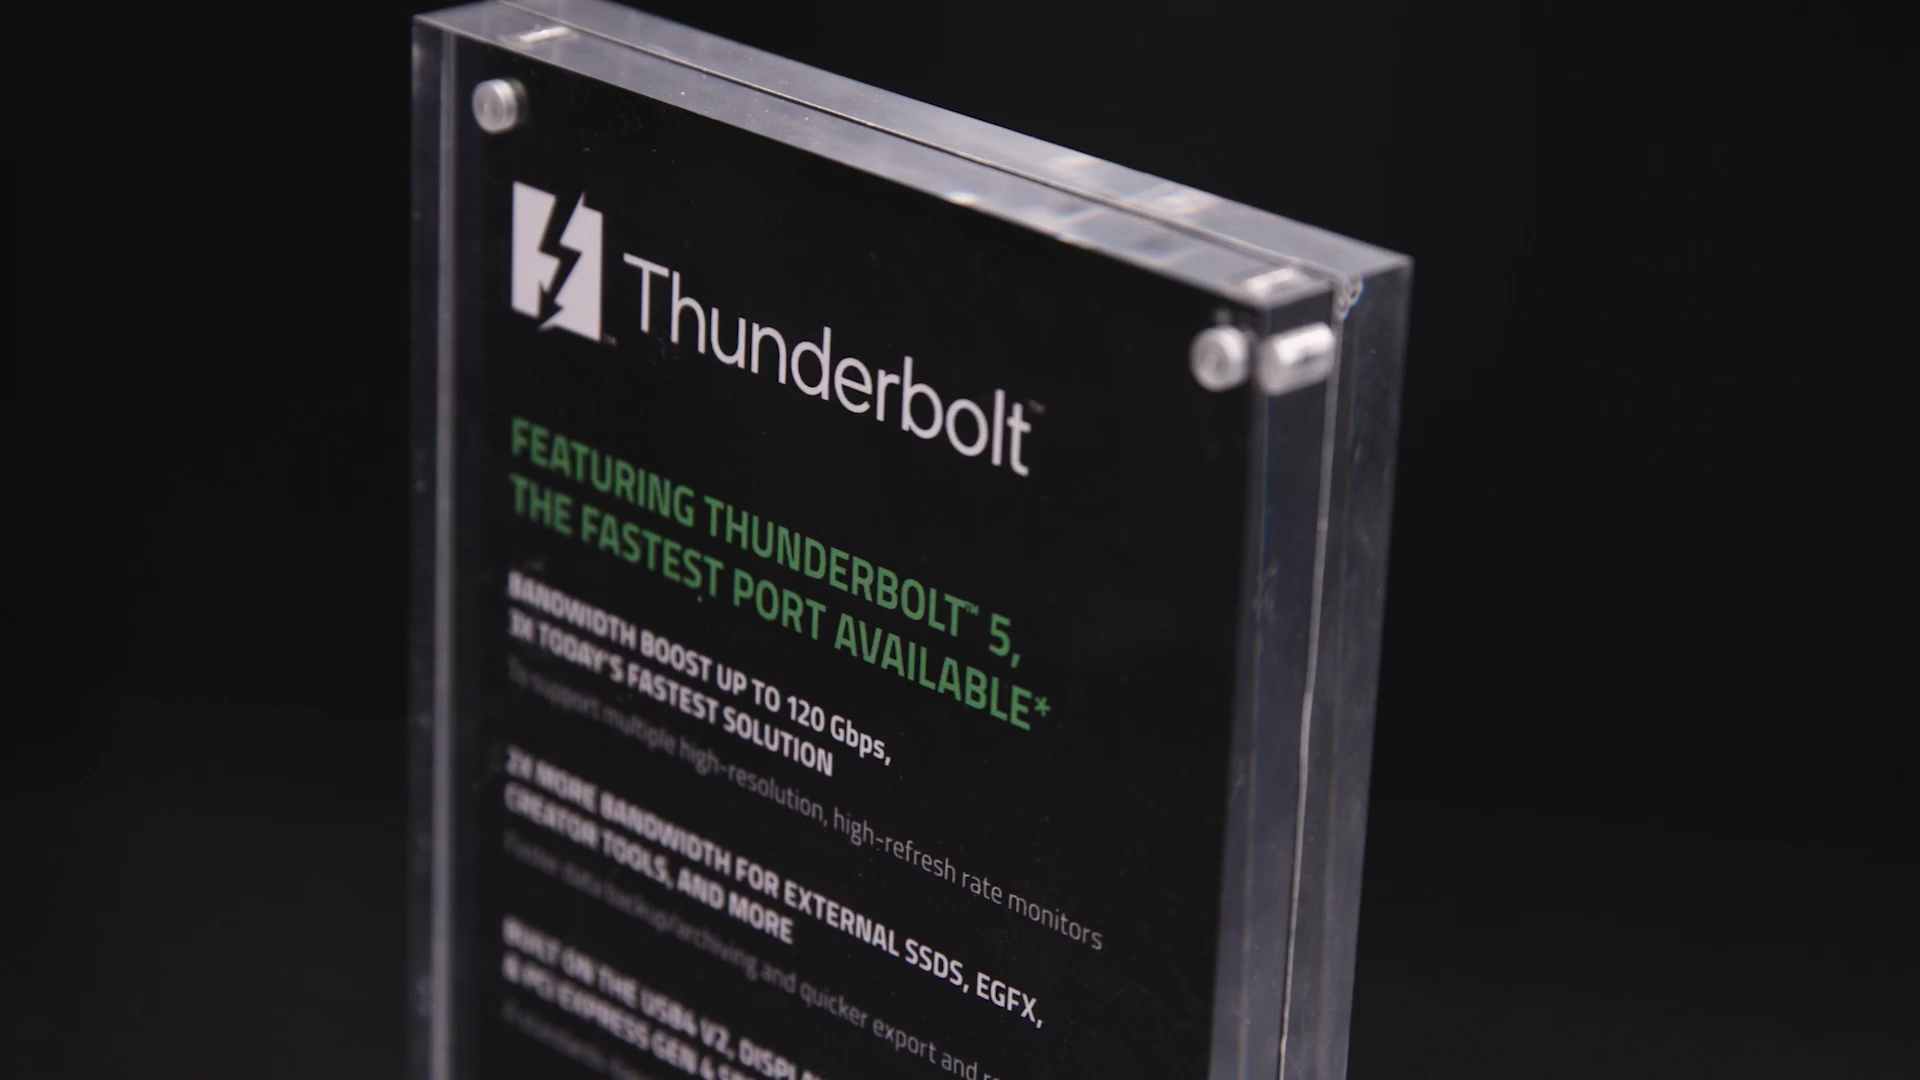 Thunderbolt™
FEATURING THUNDERBOLT™ 5,
THE FASTEST PORT AVAILABLE*
BANDWIDTH BOOST UP TO 120 Gbps,
3X TODAY'S FASTEST SOLUTION
To support multiple high-resolution, high-refresh rate monitors
2X MORE BANDWIDTH FOR EXTERNAL SSDS, EGFX,
CREATOR TOOLS, AND MORE
Faster data backup/archiving and quicker export and
BUILT ON THE USB4 V2,
& PCI EXPRESS GEN 4